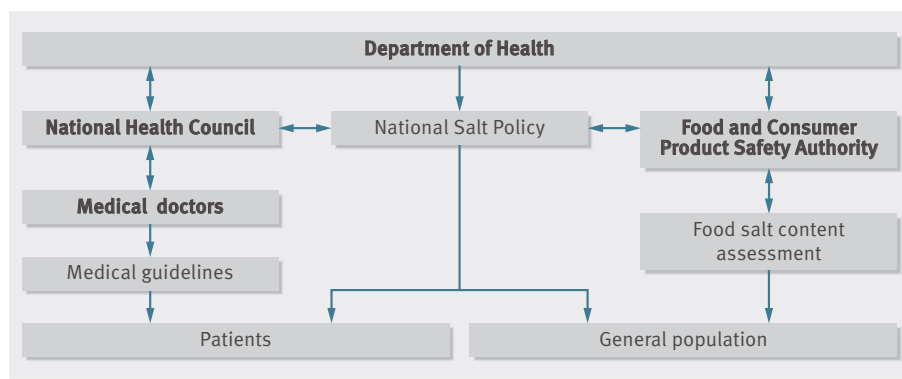 Department of Health
National Health Council
National Salt Policy
Food and Consumer
Product Safety Authority
Medical doctors
Food salt content
assessment
Medical guidelines
Patients
General population